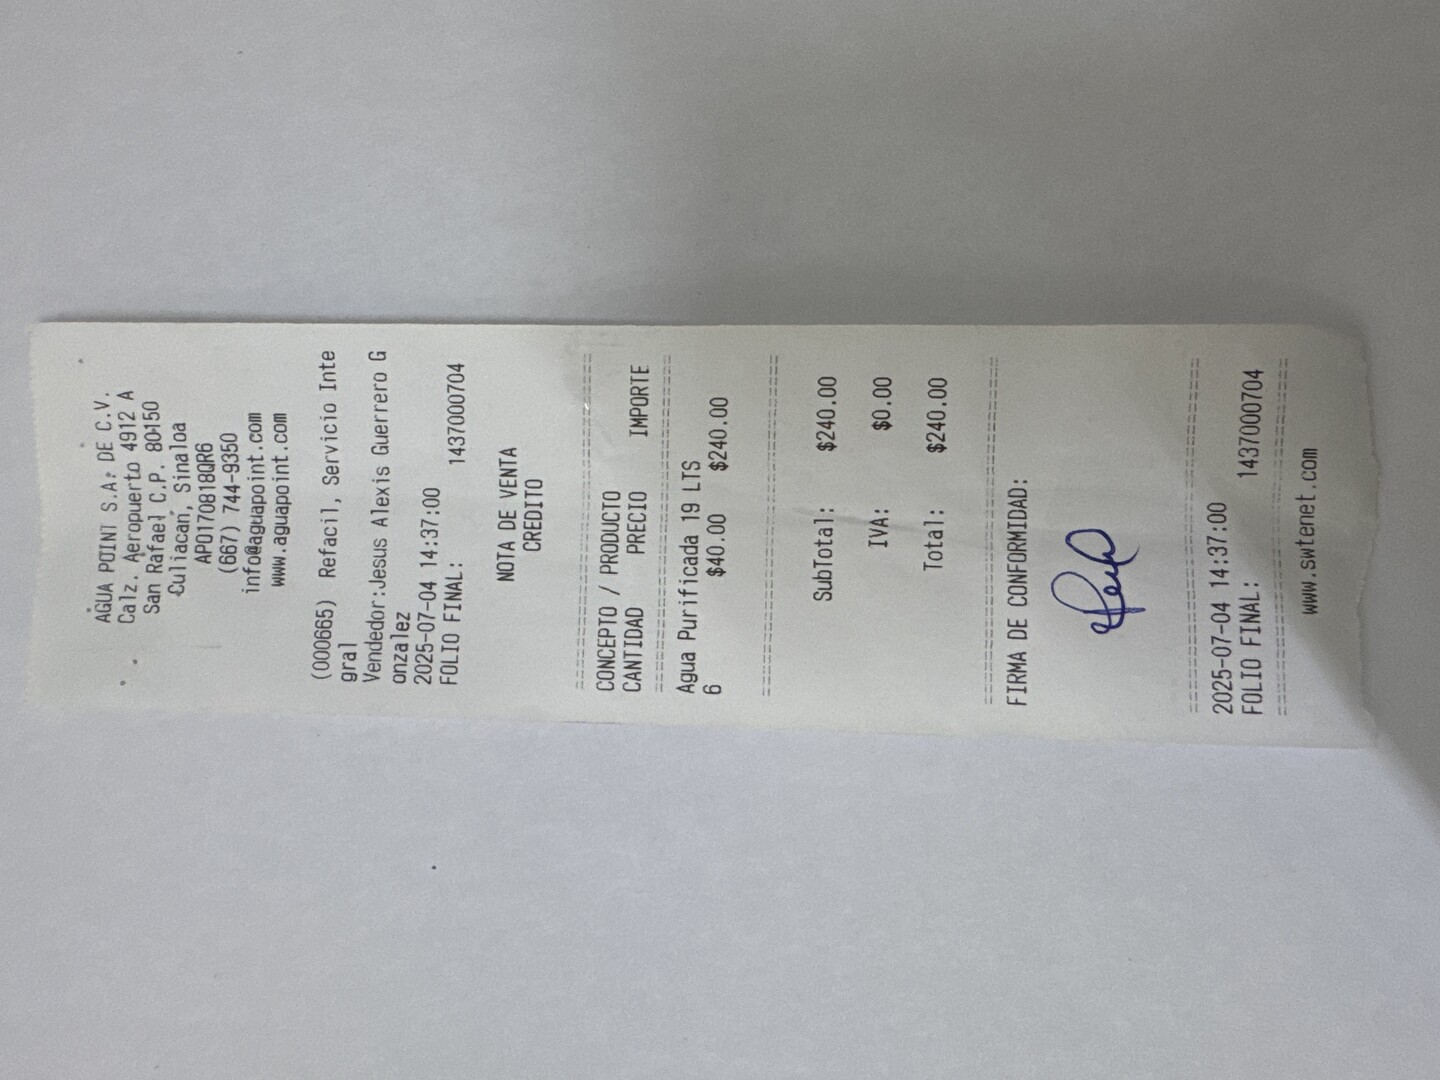 AGUA POINT S.A. DE C.V.
Calz. Aeropuerto 4912 A
San Rafael C.P. 80150
Culiacan, Sinaloa
APO170818QR6
(667) 744-9350
info@aguapoint.com
www.aguapoint.com
(000665) Refacil, Servicio Inte
gral
Vendedor:Jesus Alexis Guerrero G
onzalez
2025-07-04 14:37:00
FOLIO FINAL: 1437000704
NOTA DE VENTA
CREDITO
================================
CONCEPTO / PRODUCTO
CANTIDAD PRECIO IMPORTE
================================
Agua Purificada 19 LTS
6 $40.00 $240.00
================================
SubTotal: $240.00
IVA: $0.00
Total: $240.00
================================
FIRMA DE CONFORMIDAD:
================================
2025-07-04 14:37:00
FOLIO FINAL: 1437000704
================================
www.swtenet.com